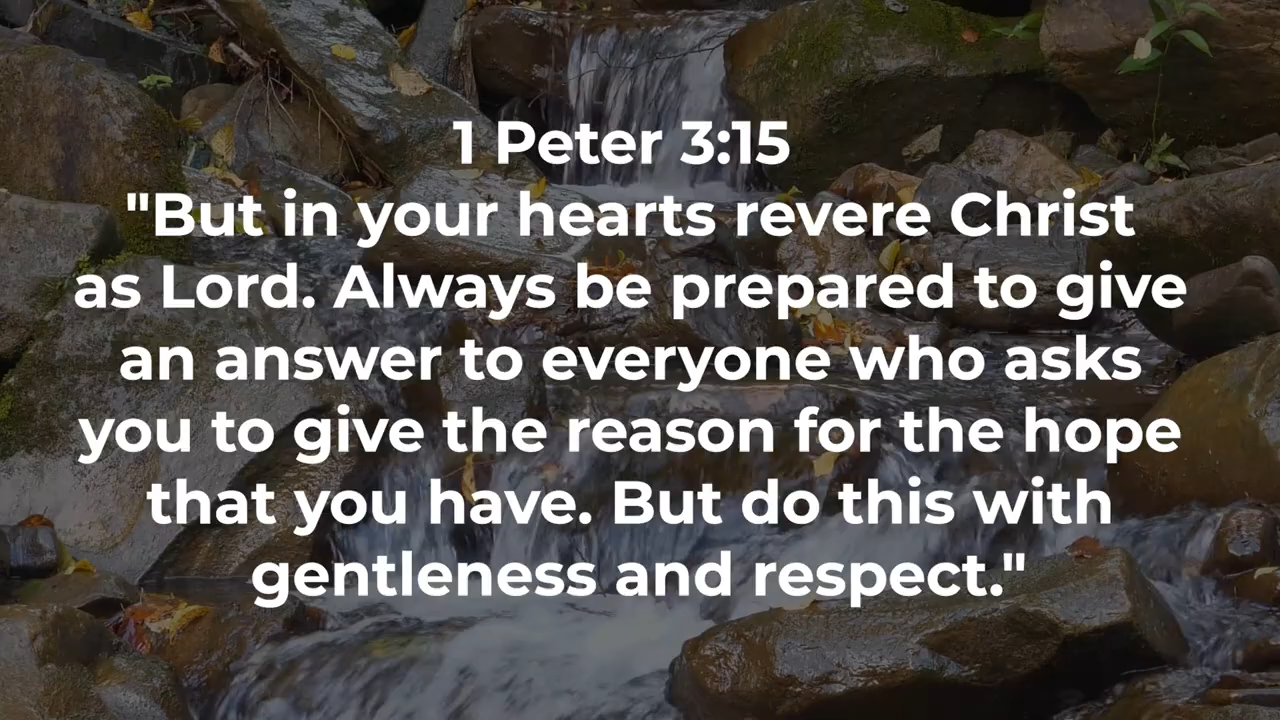 1 Peter 3:15
"But in your hearts revere Christ
as Lord. Always be prepared to give
an answer to everyone who asks
you to give the reason for the hope
that you have. But do this with
gentleness and respect."